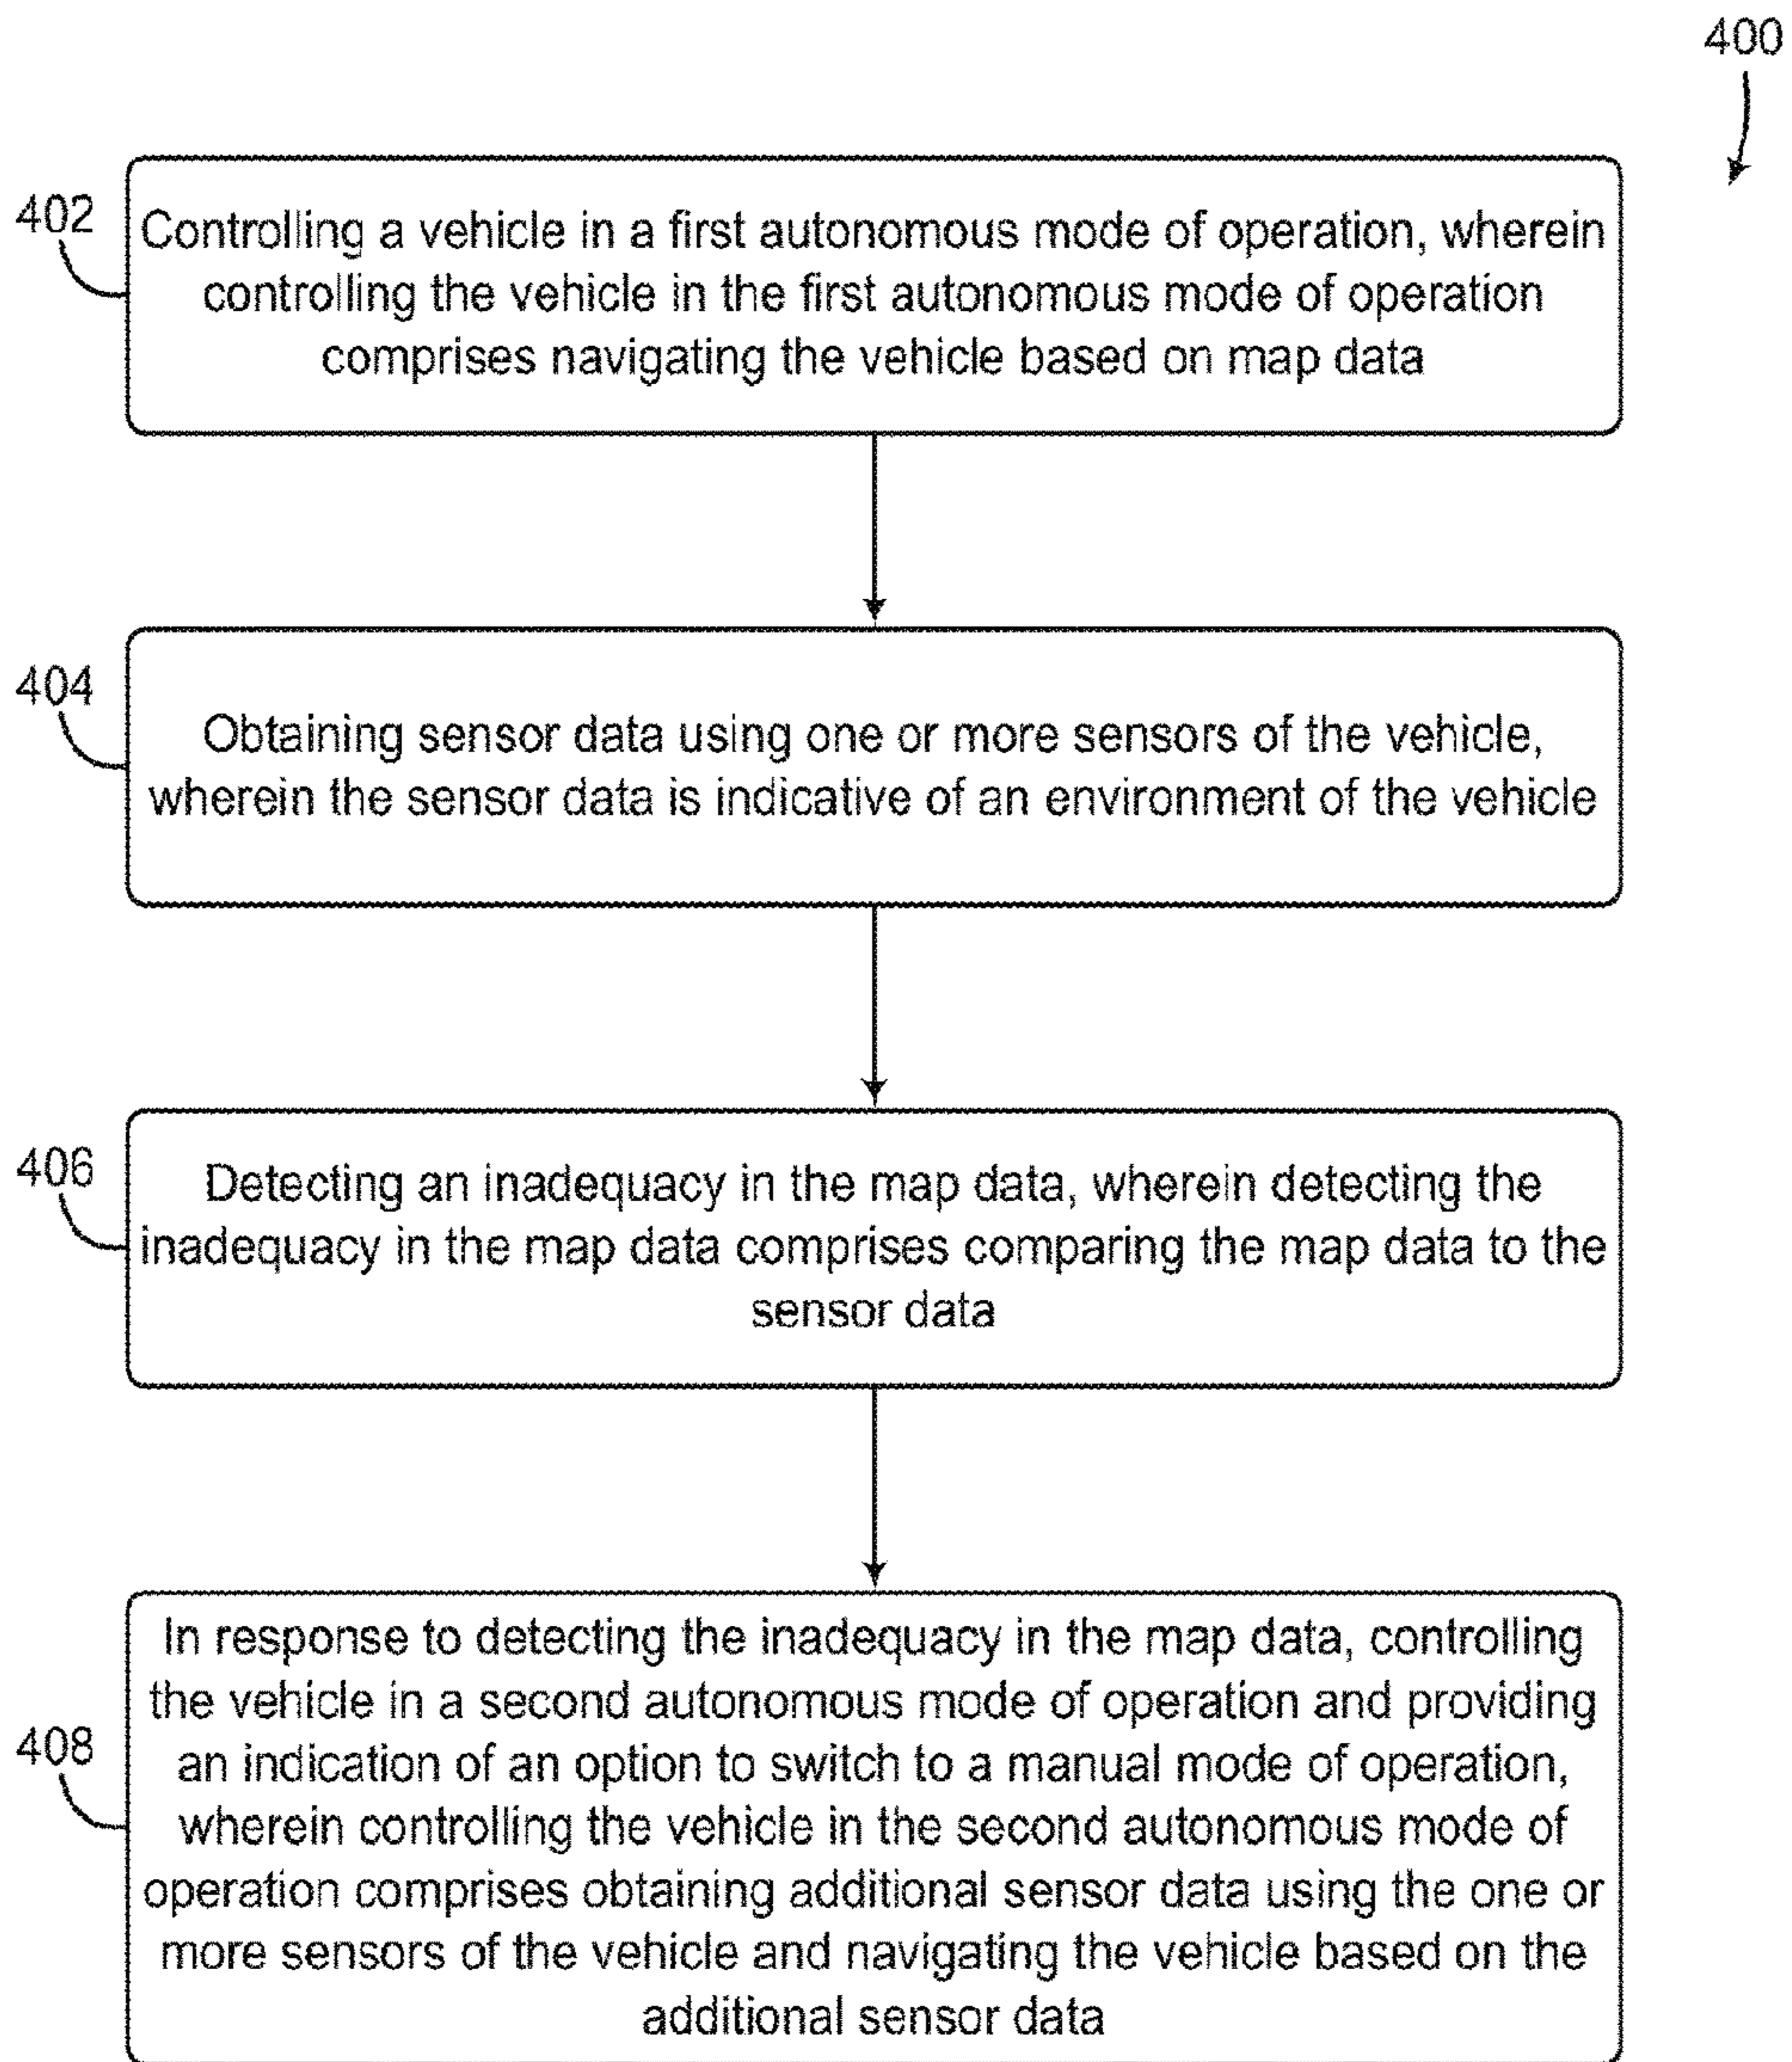 400
402
Controlling a vehicle in a first autonomous mode of operation, wherein
controlling the vehicle in the first autonomous mode of operation
comprises navigating the vehicle based on map data
404
Obtaining sensor data using one or more sensors of the vehicle,
wherein the sensor data is indicative of an environment of the vehicle
406
Detecting an inadequacy in the map data, wherein detecting the
inadequacy in the map data comprises comparing the map data to the
sensor data
408
In response to detecting the inadequacy in the map data, controlling
the vehicle in a second autonomous mode of operation and providing
an indication of an option to switch to a manual mode of operation,
wherein controlling the vehicle in the second autonomous mode of
operation comprises obtaining additional sensor data using the one or
more sensors of the vehicle and navigating the vehicle based on the
additional sensor data